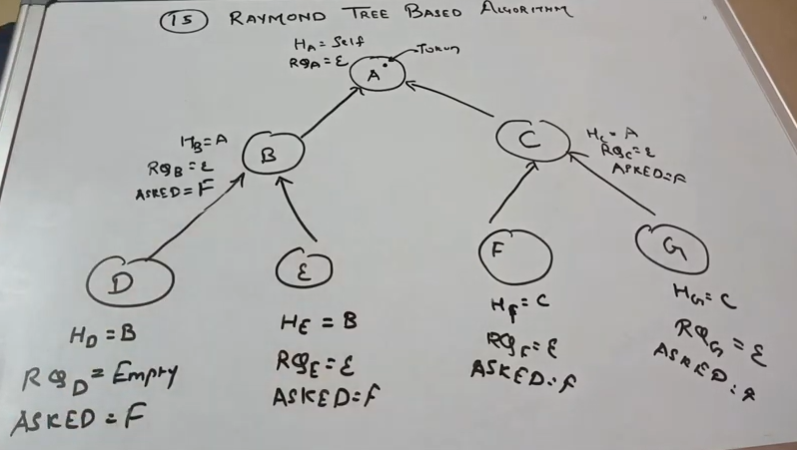 15 RAYMOND TREE BASED ALGORITHM
HA = Self
RQA = ε
Token
A
B
HB = A
RQB = ε
ASKED = F
C
HC = A
RQC = ε
ASKED = F
D
E
F
G
HD = B
RQD = Empty
ASKED = F
HE = B
RQE = ε
ASKED = F
HF = C
RQF = ε
ASKED = F
HG = C
RQG = ε
ASKED = F